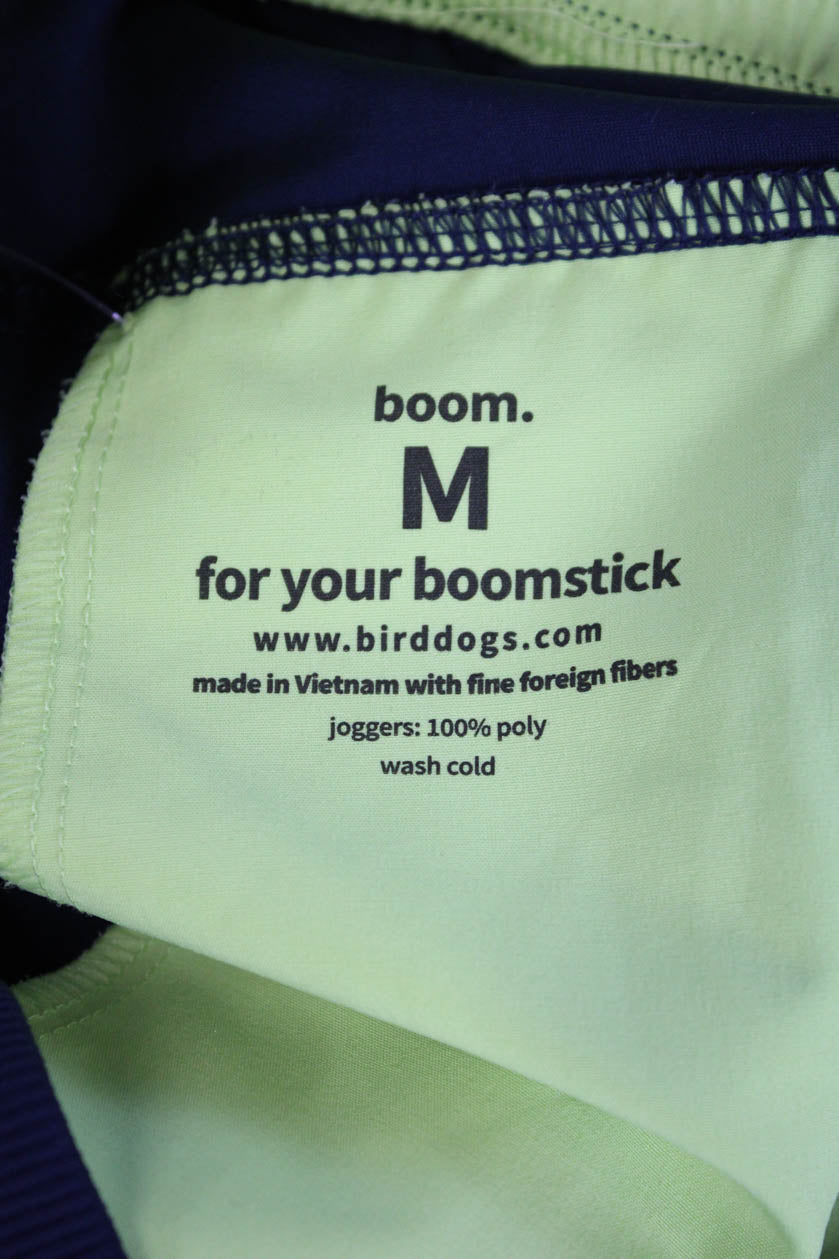 boom.
M
for your boomstick
www.birddogs.com
made in Vietnam with fine foreign fibers
joggers: 100% poly
wash cold